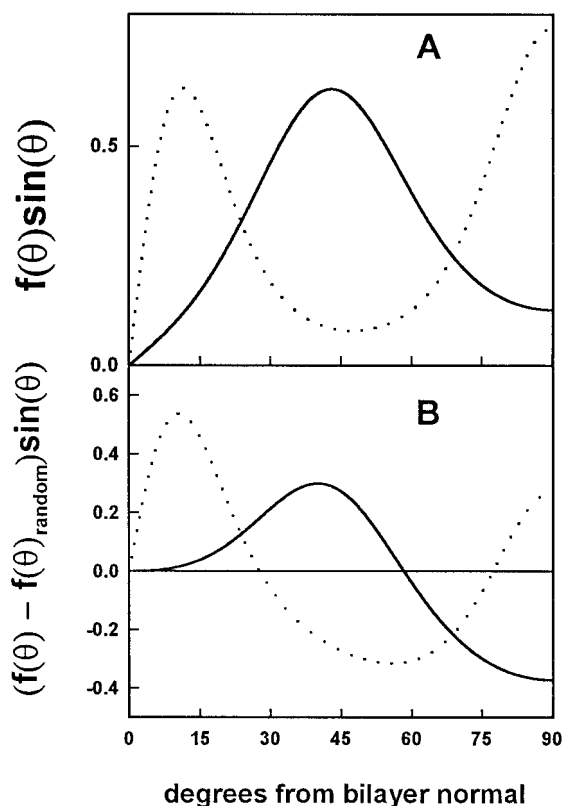 A
f(θ)sin(θ)
0.5
0.0
B
(f(θ) − f(θ)random)sin(θ)
0.6
0.4
0.2
0.0
-0.2
-0.4
0 15 30 45 60 75 90
degrees from bilayer normal